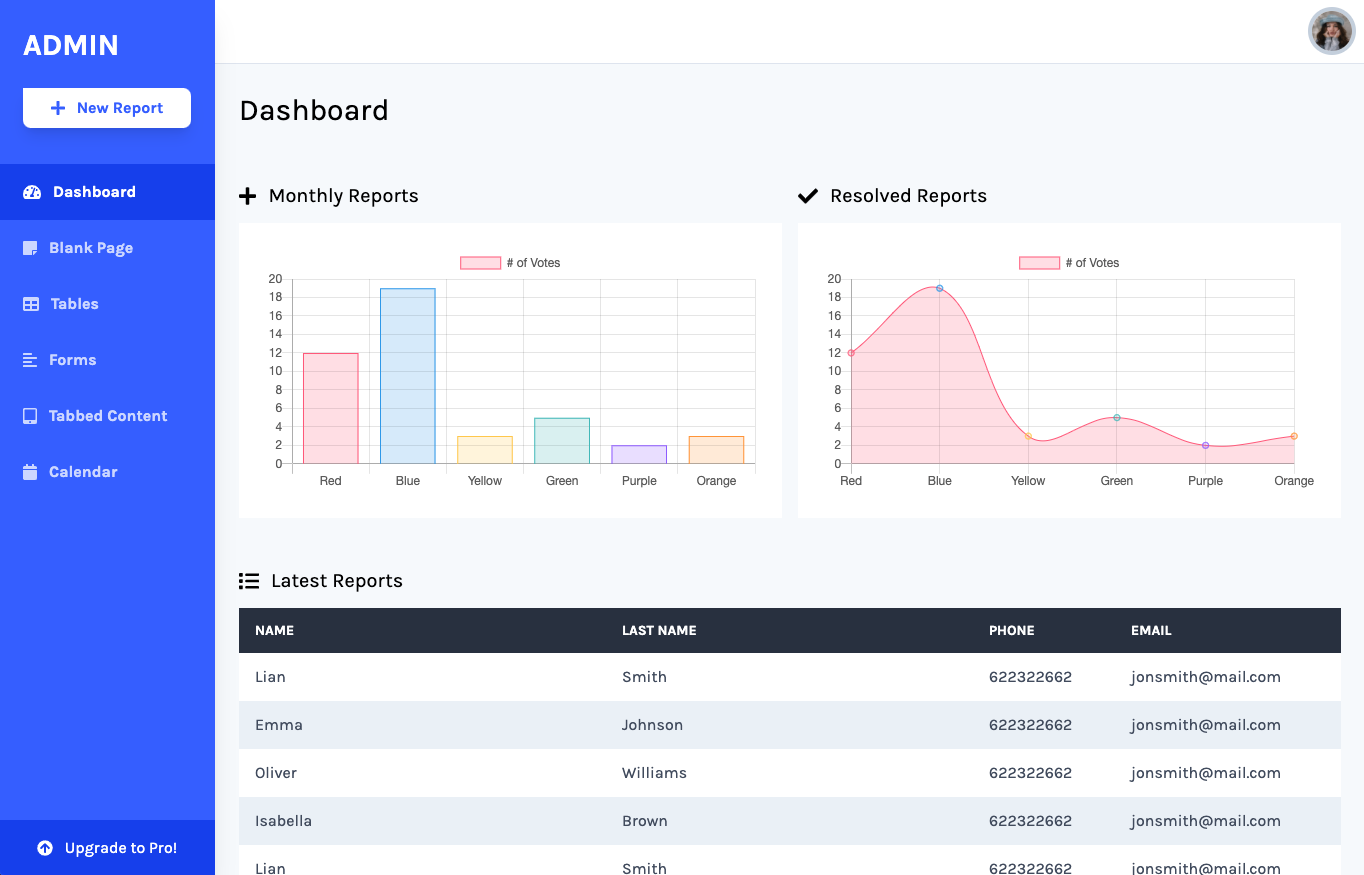 ADMIN
New Report
Dashboard
Blank Page
Tables
Forms
Tabbed Content
Calendar
Upgrade to Pro!
Dashboard
Monthly Reports
# of Votes
20
18
16
14
12
10
8
6
4
2
0
Red Blue Yellow Green Purple Orange
Resolved Reports
# of Votes
20
18
16
14
12
10
8
6
4
2
0
Red Blue Yellow Green Purple Orange
Latest Reports
NAME LAST NAME PHONE EMAIL
Lian Smith 622322662 jonsmith@mail.com
Emma Johnson 622322662 jonsmith@mail.com
Oliver Williams 622322662 jonsmith@mail.com
Isabella Brown 622322662 jonsmith@mail.com
Lian Smith 622322662 jonsmith@mail.com